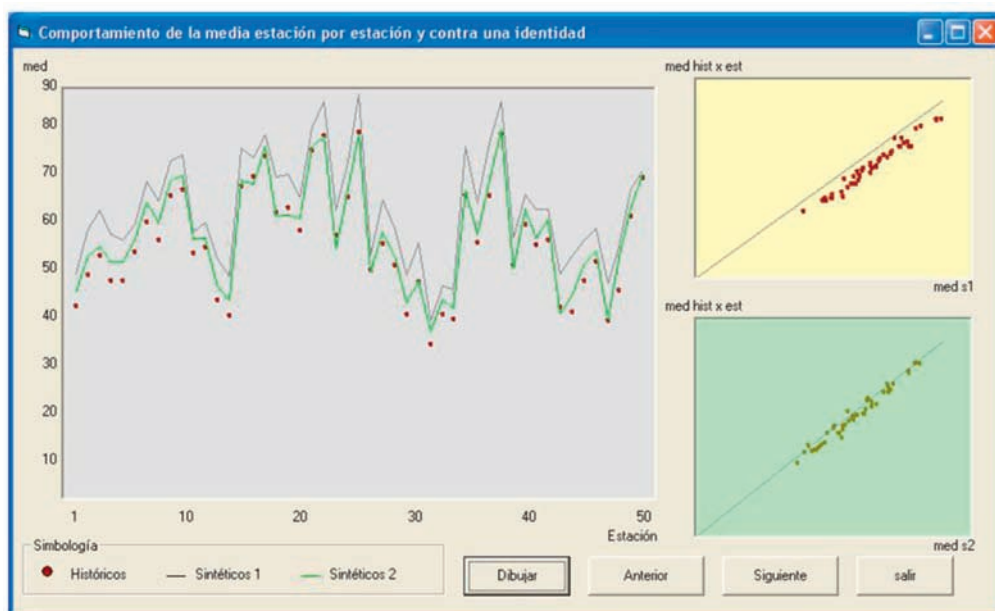 Comportamiento de la media estación por estación y contra una identidad
med
90
80
70
60
50
40
30
20
10
1 10 20 30 40 50
Estación
med hist x est
med s1
med hist x est
med s2
Simbología
Históricos Sintéticos 1 Sintéticos 2
Dibujar Anterior Siguiente salir